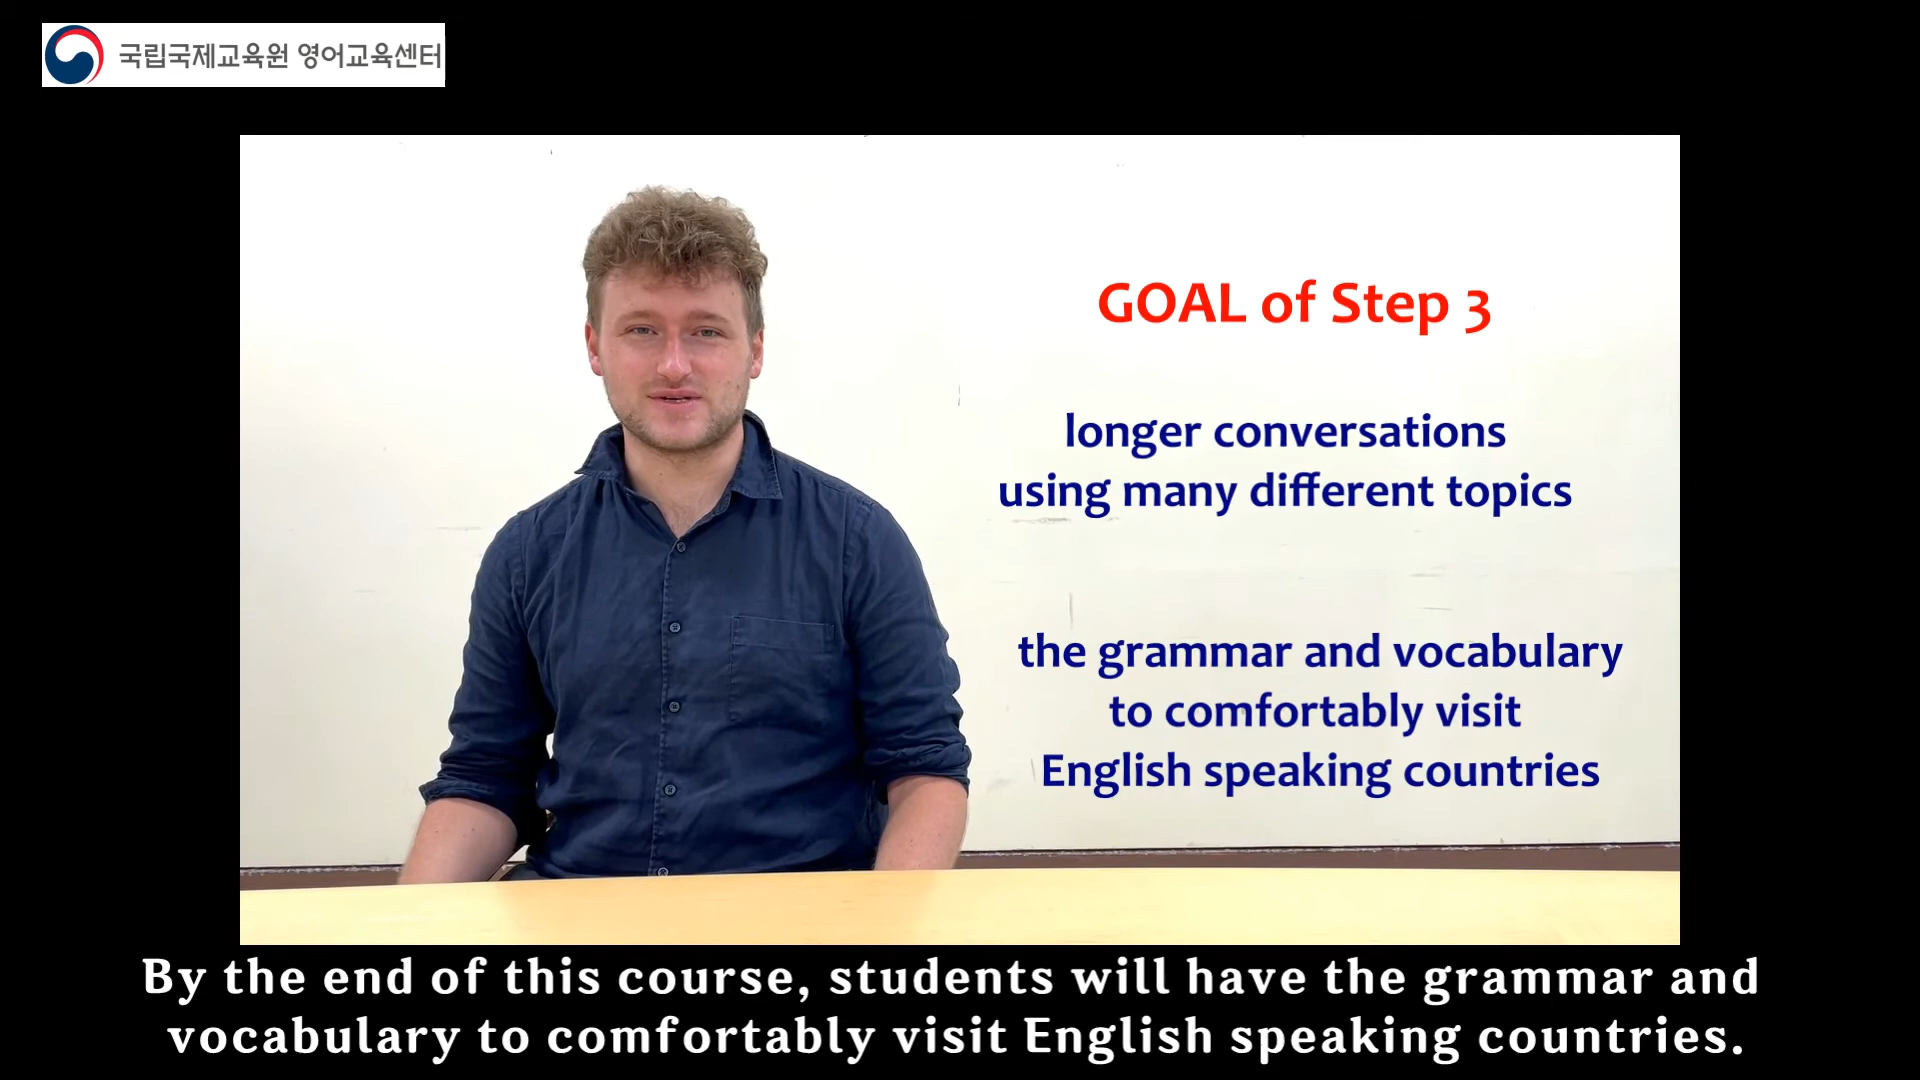 국립국제교육원 영어교육센터
GOAL of Step 3
longer conversations
using many different topics
the grammar and vocabulary
to comfortably visit
English speaking countries
By the end of this course, students will have the grammar and
vocabulary to comfortably visit English speaking countries.